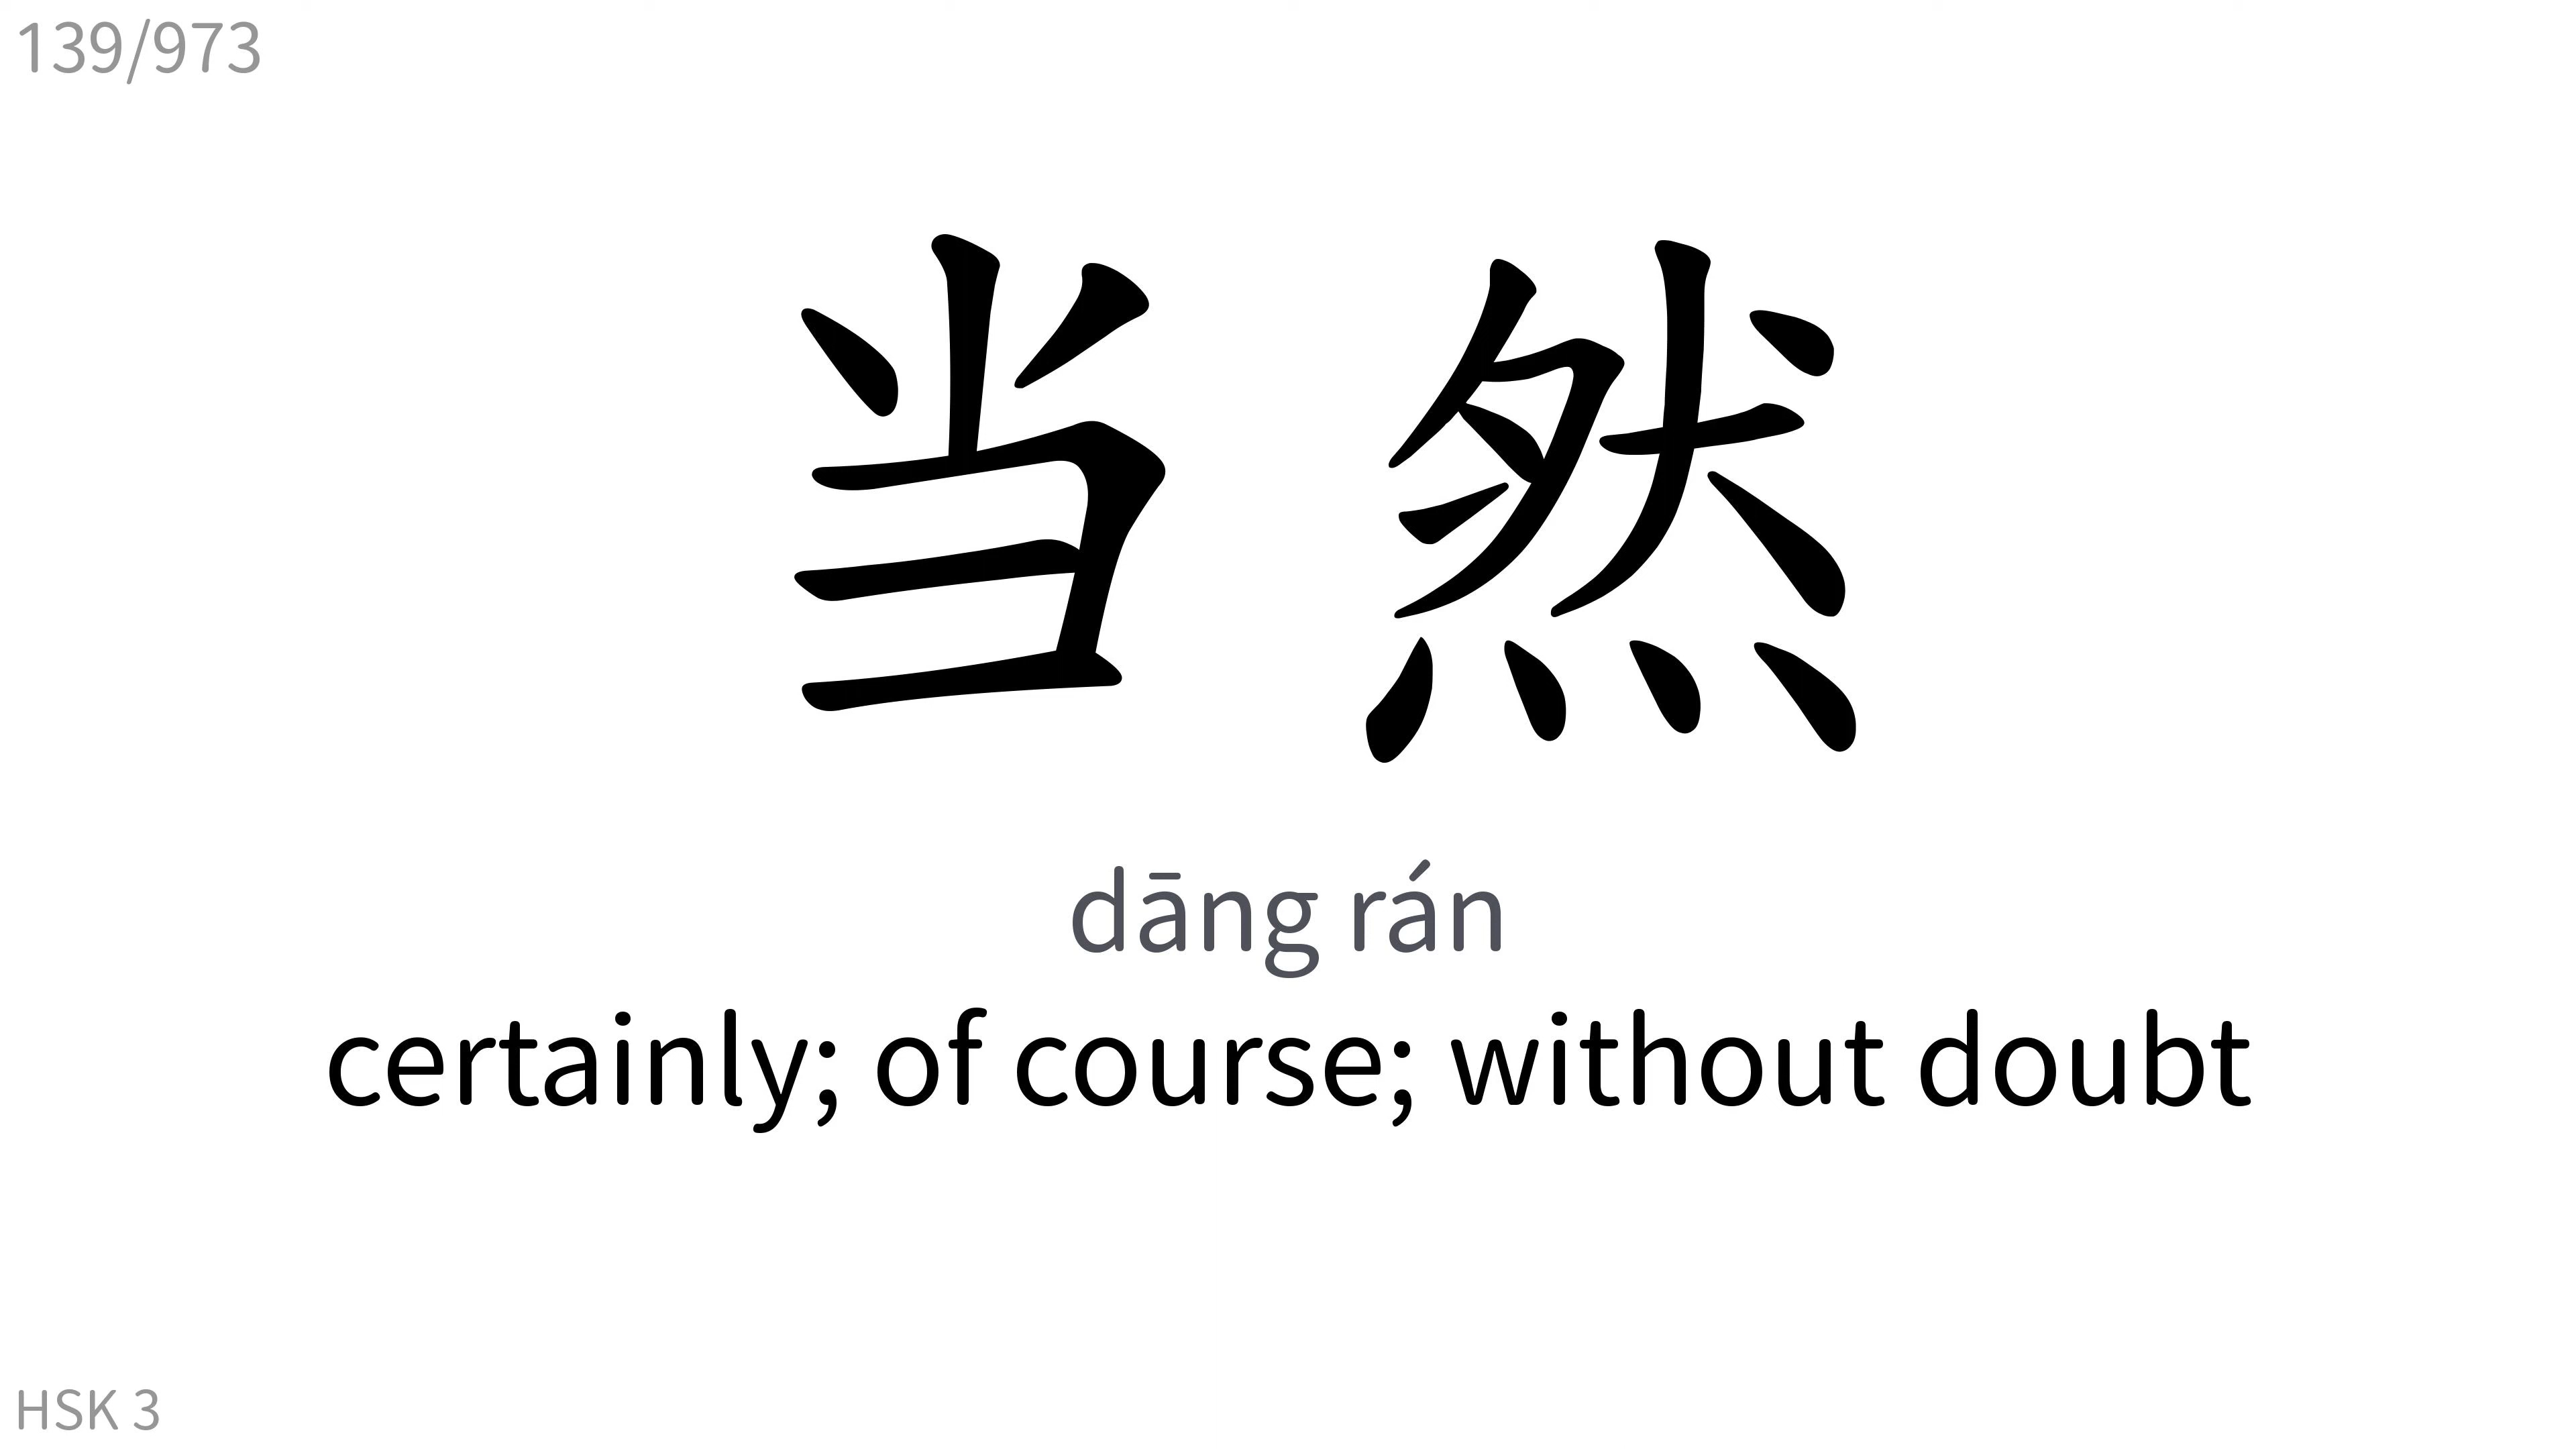 139/973
当然
dāng rán
certainly; of course; without doubt
HSK 3